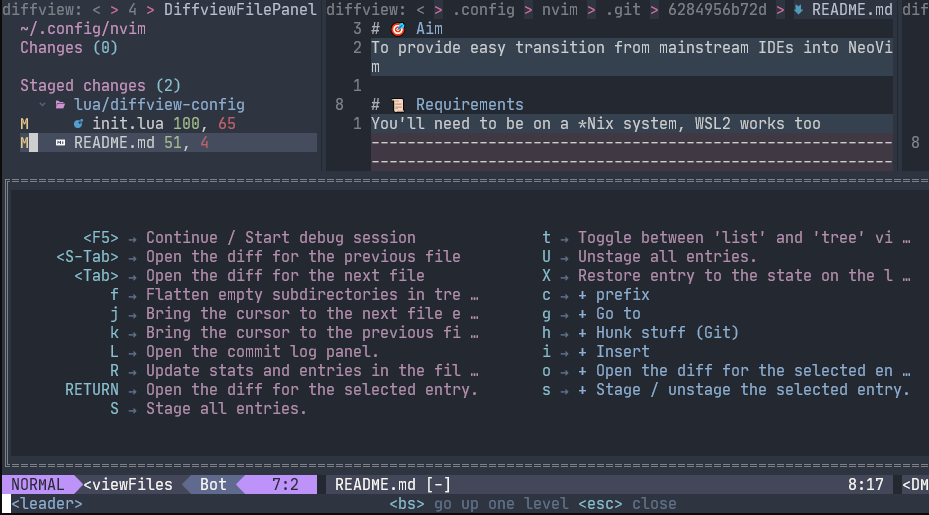 diffview: < > 4 > DiffviewFilePanel
~/.config/nvim
Changes (0)
Staged changes (2)
lua/diffview-config
M init.lua 100, 65
M README.md 51, 4
diffview: < > .config > nvim > .git > 6284956b72d > README.md
3 # 🎯 Aim
2 To provide easy transition from mainstream IDEs into NeoVi
m
1
8 # 📜 Requirements
1 You'll need to be on a *Nix system, WSL2 works too
----------------------------------------------------------
----------------------------------------------------------
dif
8
<F5> → Continue / Start debug session
<S-Tab> → Open the diff for the previous file
<Tab> → Open the diff for the next file
f → Flatten empty subdirectories in tre …
j → Bring the cursor to the next file e …
k → Bring the cursor to the previous fi …
L → Open the commit log panel.
R → Update stats and entries in the fil …
RETURN → Open the diff for the selected entry.
S → Stage all entries.
t → Toggle between 'list' and 'tree' vi …
U → Unstage all entries.
X → Restore entry to the state on the l …
c → + prefix
g → + Go to
h → + Hunk stuff (Git)
i → + Insert
o → + Open the diff for the selected en …
s → + Stage / unstage the selected entry.
NORMAL <viewFiles Bot 7:2 README.md [-] 8:17 <DM
<leader> <bs> go up one level <esc> close